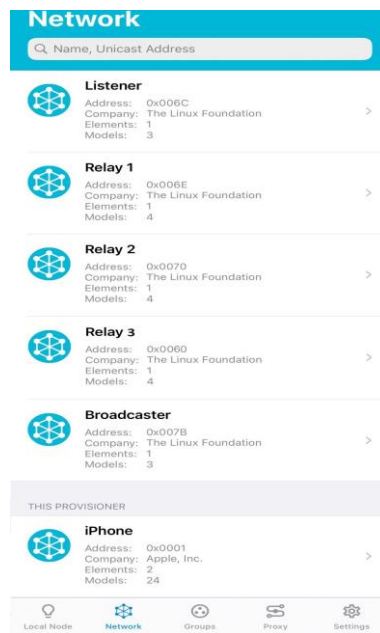 Network
Name, Unicast Address
Listener
Address: 0x006C
Company: The Linux Foundation
Elements: 1
Models: 3
Relay 1
Address: 0x006E
Company: The Linux Foundation
Elements: 1
Models: 4
Relay 2
Address: 0x0070
Company: The Linux Foundation
Elements: 1
Models: 4
Relay 3
Address: 0x0060
Company: The Linux Foundation
Elements: 1
Models: 4
Broadcaster
Address: 0x007B
Company: The Linux Foundation
Elements: 1
Models: 3
THIS PROVISIONER
iPhone
Address: 0x0001
Company: Apple, Inc.
Elements: 2
Models: 24
Local Node Network Groups Proxy Settings